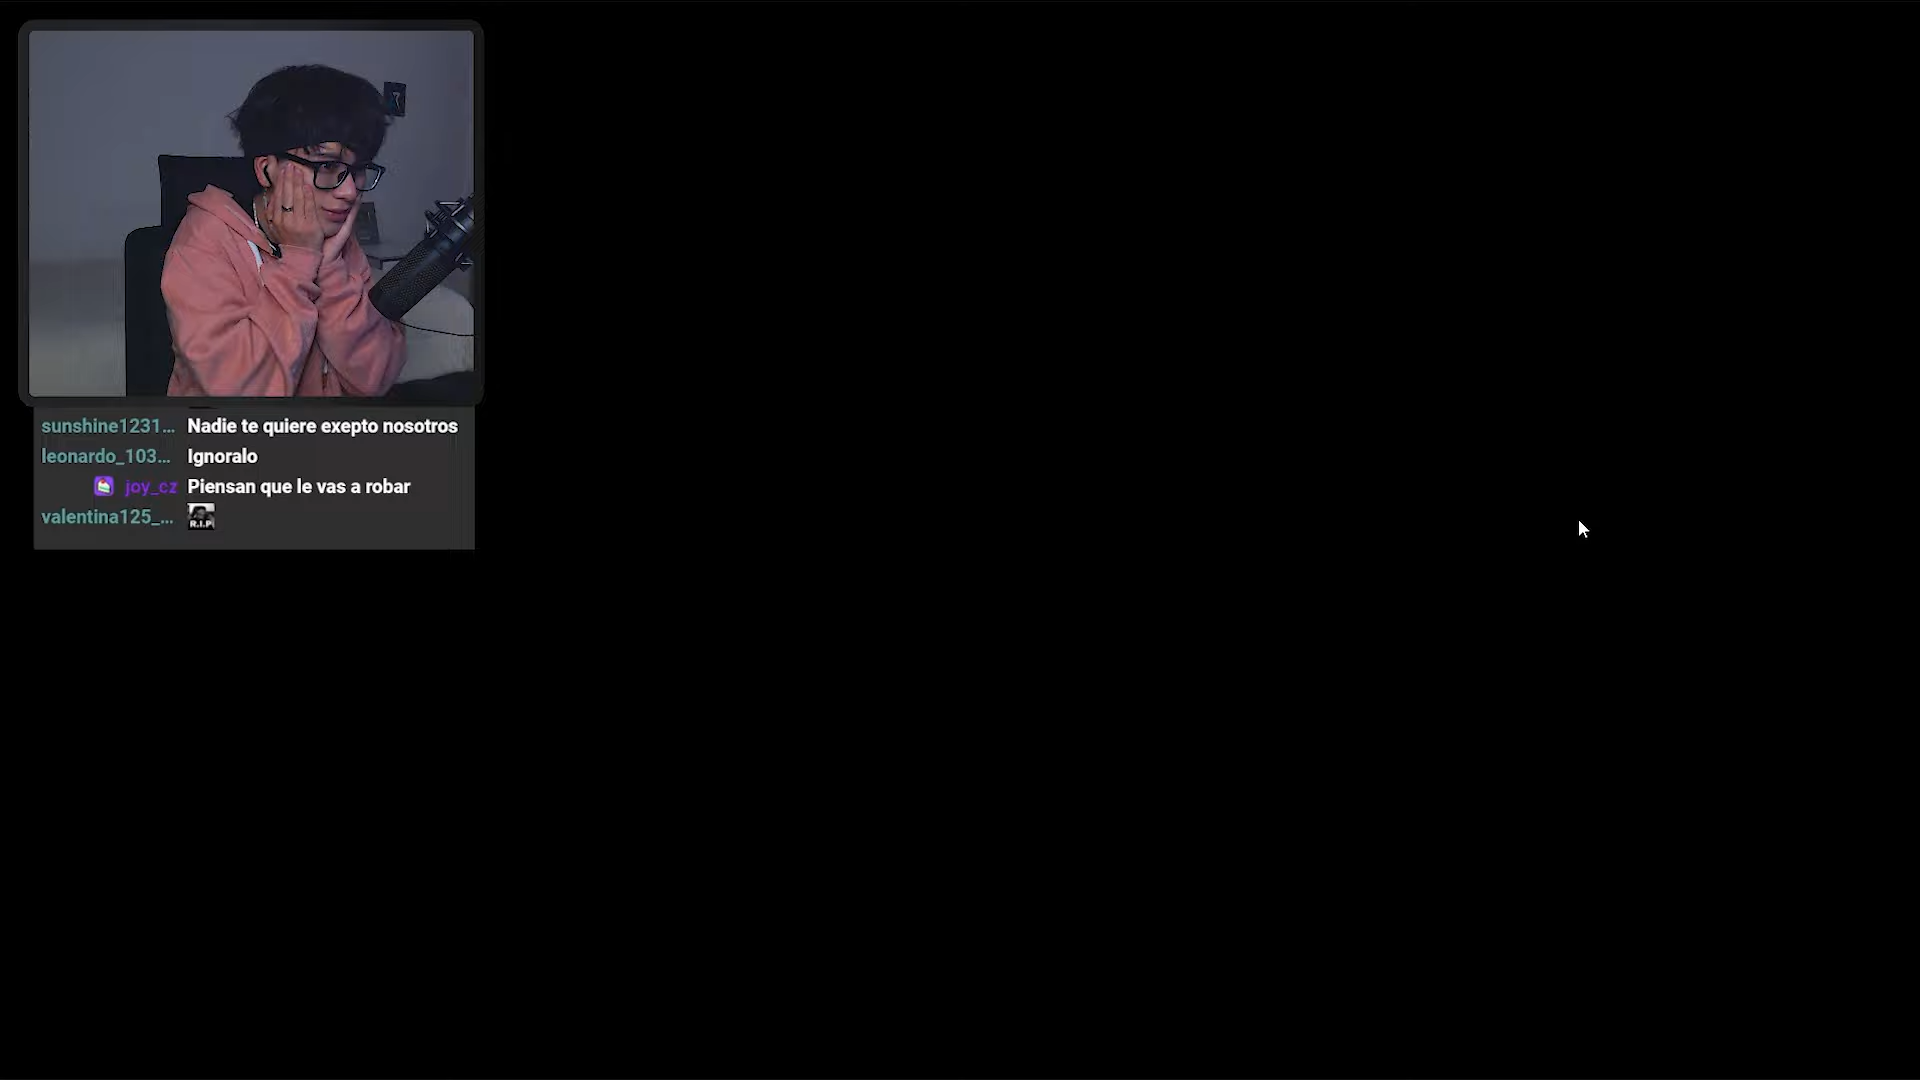 sunshine1231... Nadie te quiere exepto nosotros
leonardo_103... Ignoralo
joy_cz Piensan que le vas a robar
valentina125_... R.I.P